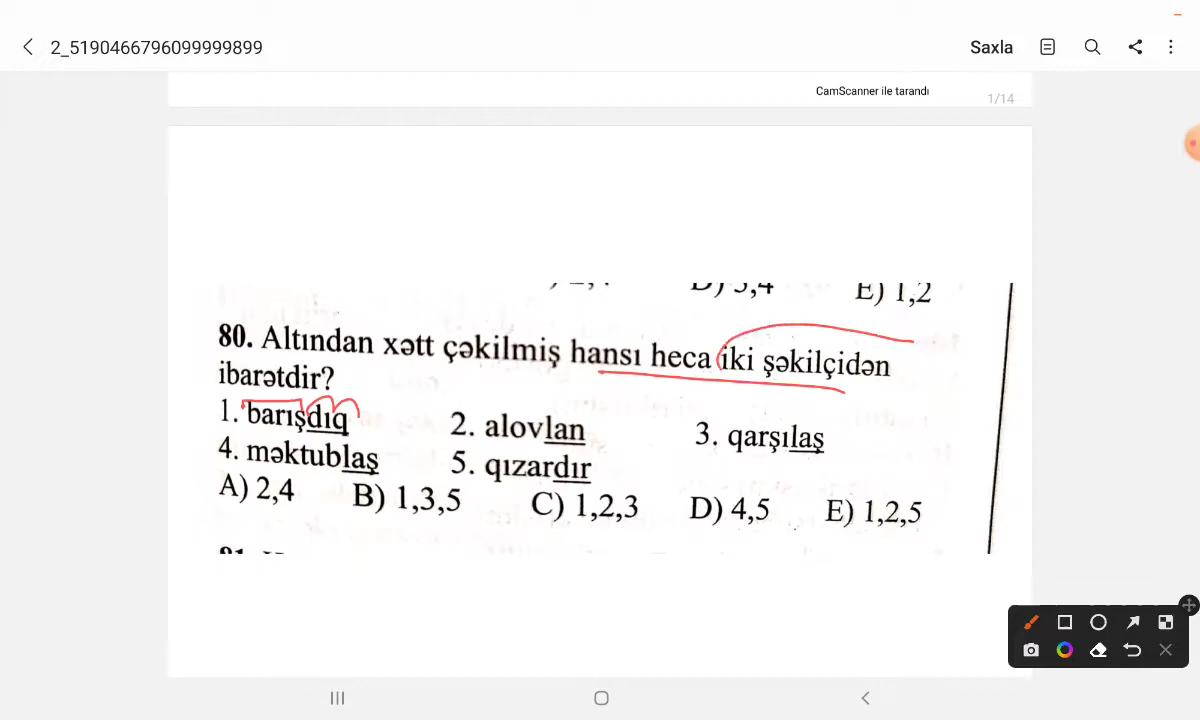 2_5190466796099999899 Saxla
CamScanner ile tarandı
1/14
E) 1,2
80. Altından xətt çəkilmiş hansı heca iki şəkilçidən
ibarətdir?
1. barışdıq 2. alovlan 3. qarşılaş
4. məktublaş 5. qızardır
A) 2,4 B) 1,3,5 C) 1,2,3 D) 4,5 E) 1,2,5